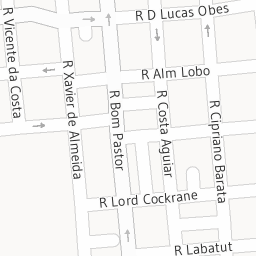 R D Lucas Obes
R Vicente da Costa
R Xavier de Almeida
R Alm Lobo
R Bom Pastor
R Costa Aguiar
R Cipriano Barata
R Lord Cockrane
R Labatut